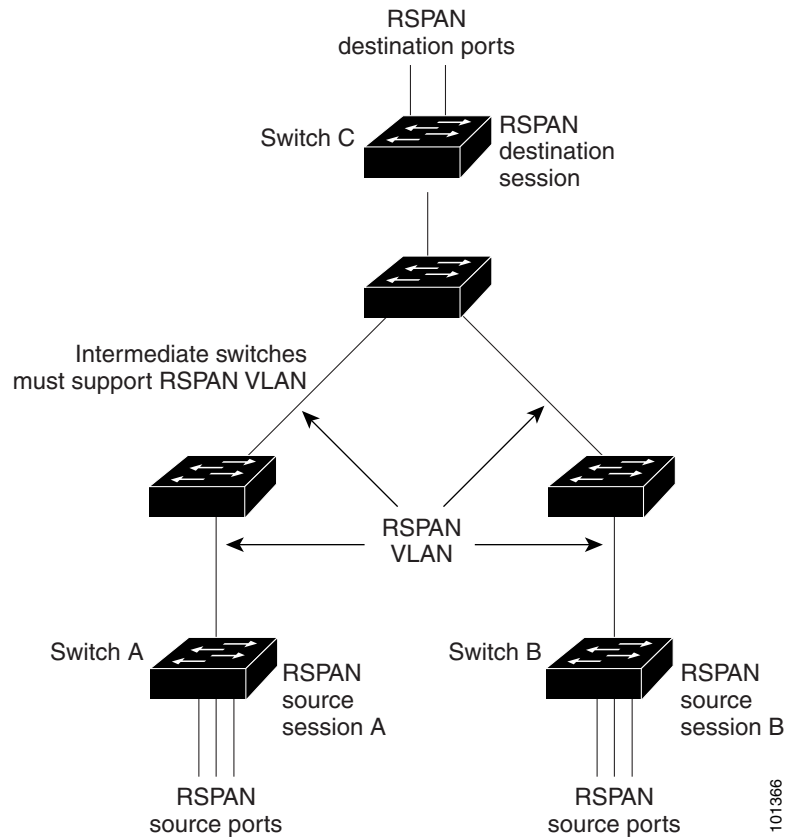 RSPAN
destination ports
Switch C
RSPAN
destination
session
Intermediate switches
must support RSPAN VLAN
RSPAN
VLAN
Switch A
RSPAN
source
session A
Switch B
RSPAN
source
session B
RSPAN
source ports
RSPAN
source ports
101366